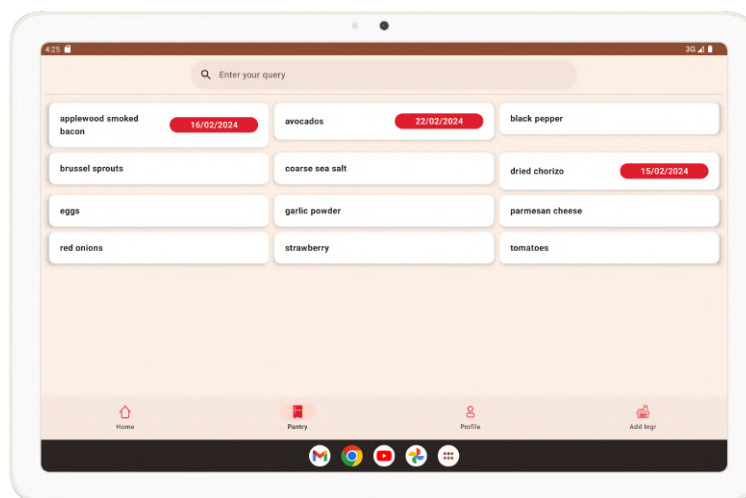 4:25
3G
Enter your query
applewood smoked
bacon
16/02/2024
avocados
22/02/2024
black pepper
brussel sprouts
coarse sea salt
dried chorizo
15/02/2024
eggs
garlic powder
parmesan cheese
red onions
strawberry
tomatoes
Home
Pantry
Profile
Add Ingr